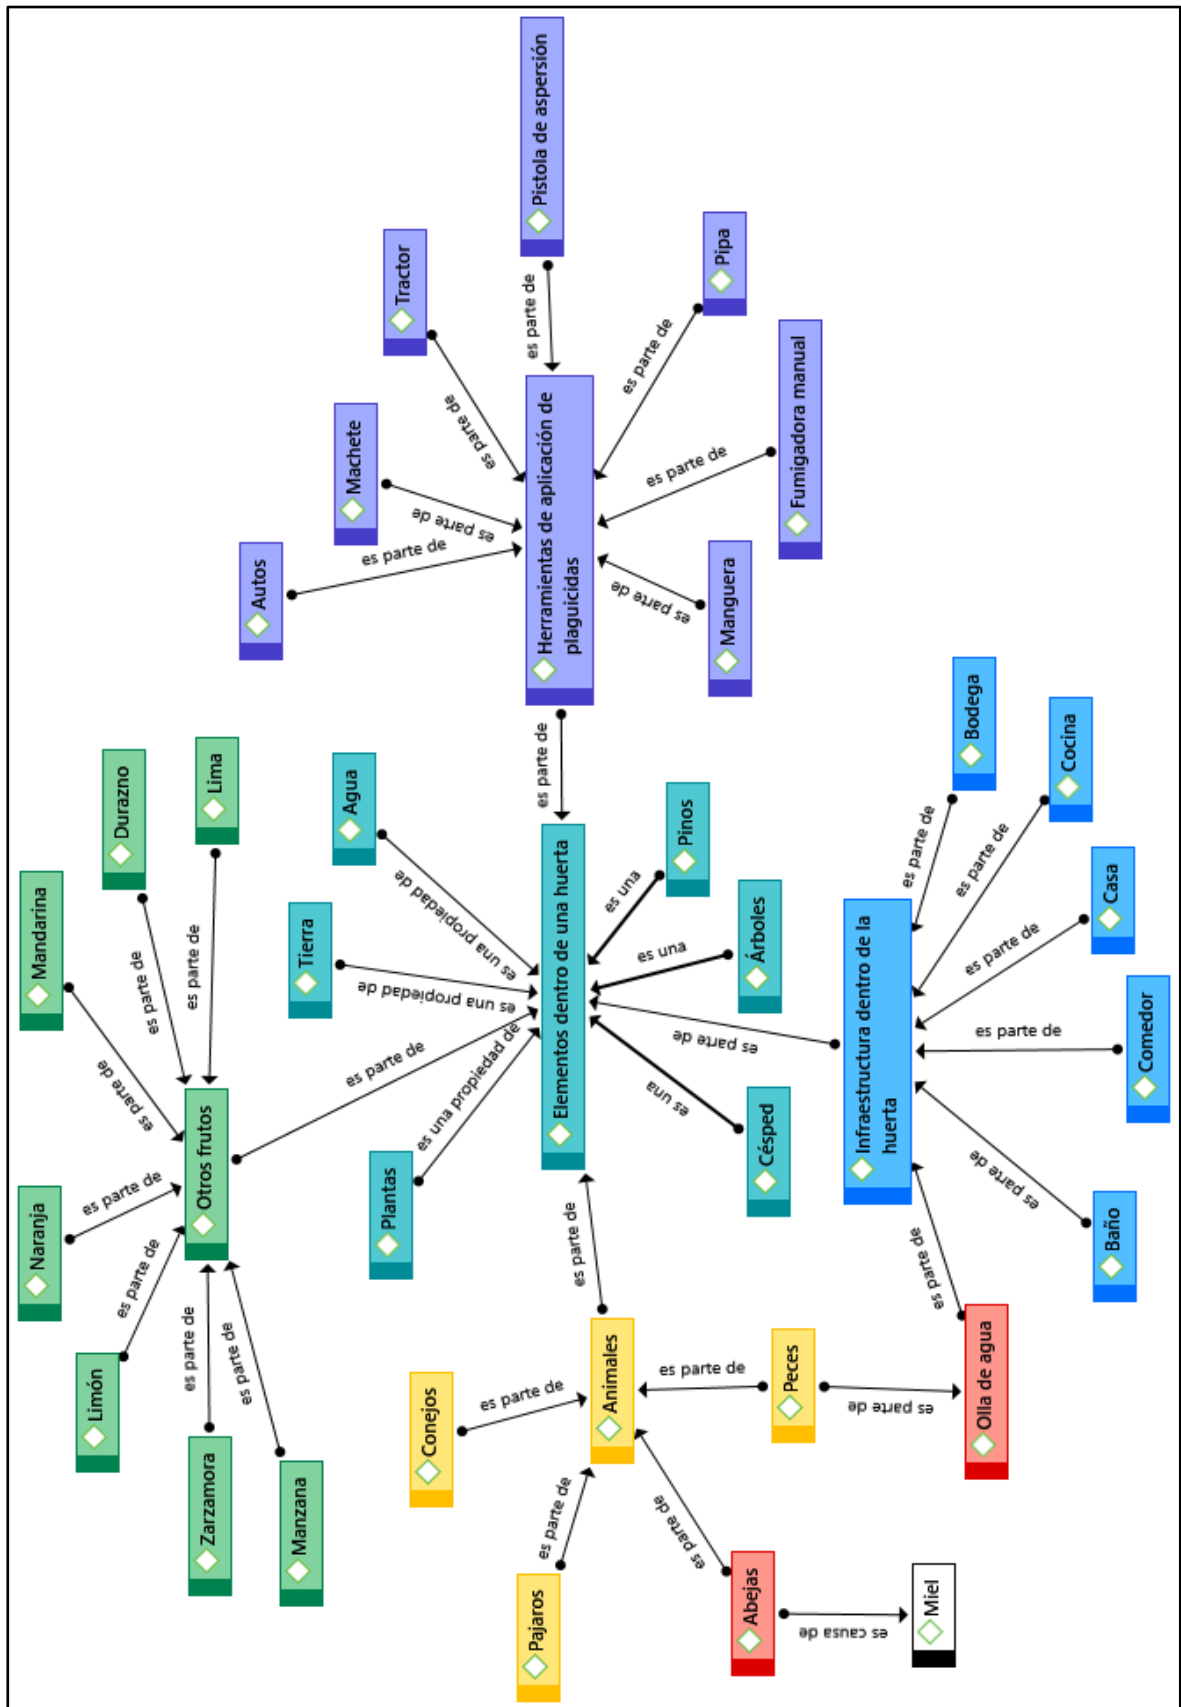 Zarzamora
es parte de
Manzana
es parte de
Limón
es parte de
Naranja
es parte de
Mandarina
es parte de
Durazno
es parte de
Lima
es parte de
Otros frutos
es parte de
Plantas
es una propiedad de
Tierra
es una propiedad de
Agua
es una propiedad de
Elementos dentro de una huerta
Pinos
es una
Árboles
es una
Césped
es una
Pajaros
es parte de
Conejos
es parte de
Animales
es parte de
Abejas
es parte de
es causa de
Miel
Peces
es parte de
es parte de
Olla de agua
es parte de
Infraestructura dentro de la
huerta
es parte de
Baño
es parte de
Comedor
es parte de
Casa
es parte de
Cocina
es parte de
Bodega
es parte de
Autos
es parte de
Machete
es parte de
Tractor
es parte de
Pistola de aspersión
es parte de
Herramientas de aplicación de
plaguicidas
es parte de
Manguera
es parte de
Fumigadora manual
es parte de
Pipa
es parte de